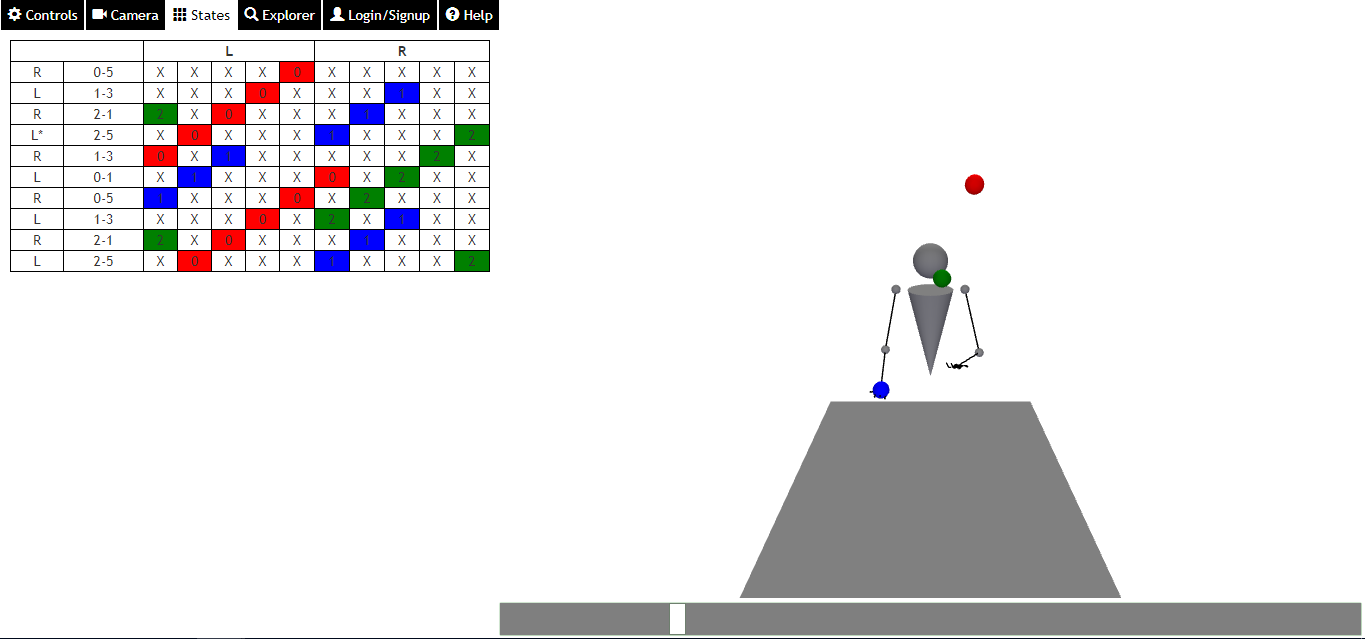 Controls Camera States Explorer Login/Signup Help
L R
R 0-5 X X X X 0 X X X X X
L 1-3 X X X 0 X X X 1 X X
R 2-1 2 X 0 X X X 1 X X X
L* 2-5 X 0 X X X 1 X X X 2
R 1-3 0 X 1 X X X X X 2 X
L 0-1 X 1 X X X 0 X 2 X X
R 0-5 1 X X X 0 X 2 X X X
L 1-3 X X X 0 X 2 X 1 X X
R 2-1 2 X 0 X X X 1 X X X
L 2-5 X 0 X X X 1 X X X 2